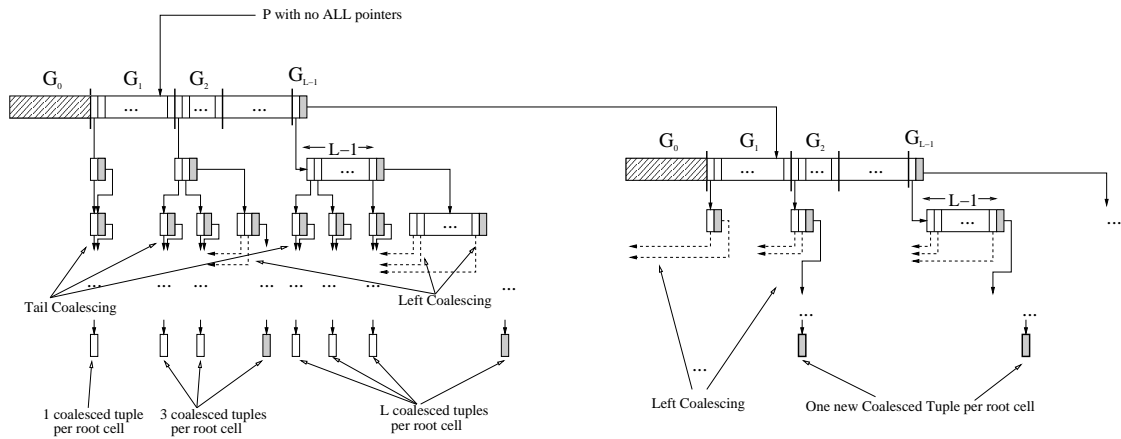 P with no ALL pointers
G₀ G₁ G₂ G_{L−1}
... ... ...
L−1
...
...
... ... ... ... ... ... ...
Tail Coalescing
Left Coalescing
1 coalesced tuple
per root cell
3 coalesced tuples
per root cell
L coalesced tuples
per root cell
G₀ G₁ G₂ G_{L−1}
... ... ...
L−1
...
...
... ...
...
Left Coalescing
One new Coalesced Tuple per root cell